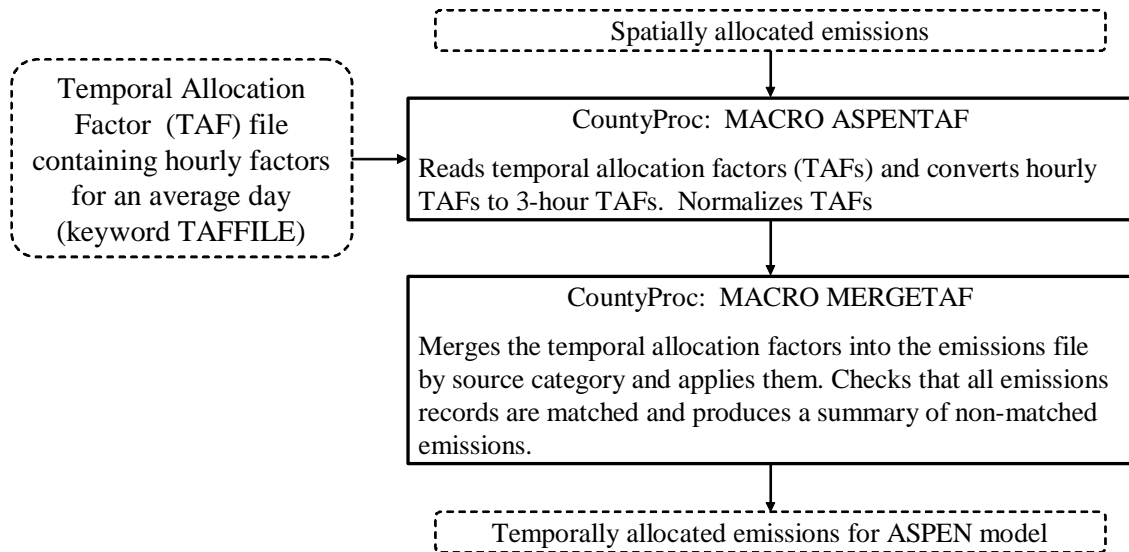 Spatially allocated emissions
Temporal Allocation
Factor (TAF) file
containing hourly factors
for an average day
(keyword TAFFILE)
CountyProc: MACRO ASPENTAF
Reads temporal allocation factors (TAFs) and converts hourly
TAFs to 3-hour TAFs. Normalizes TAFs
CountyProc: MACRO MERGETAF
Merges the temporal allocation factors into the emissions file
by source category and applies them. Checks that all emissions
records are matched and produces a summary of non-matched
emissions.
Temporally allocated emissions for ASPEN model